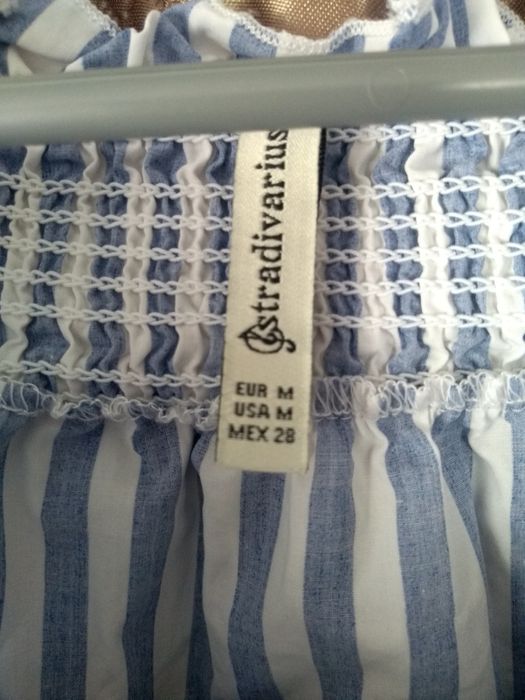 stradivarius
EUR M
USA M
MEX 28